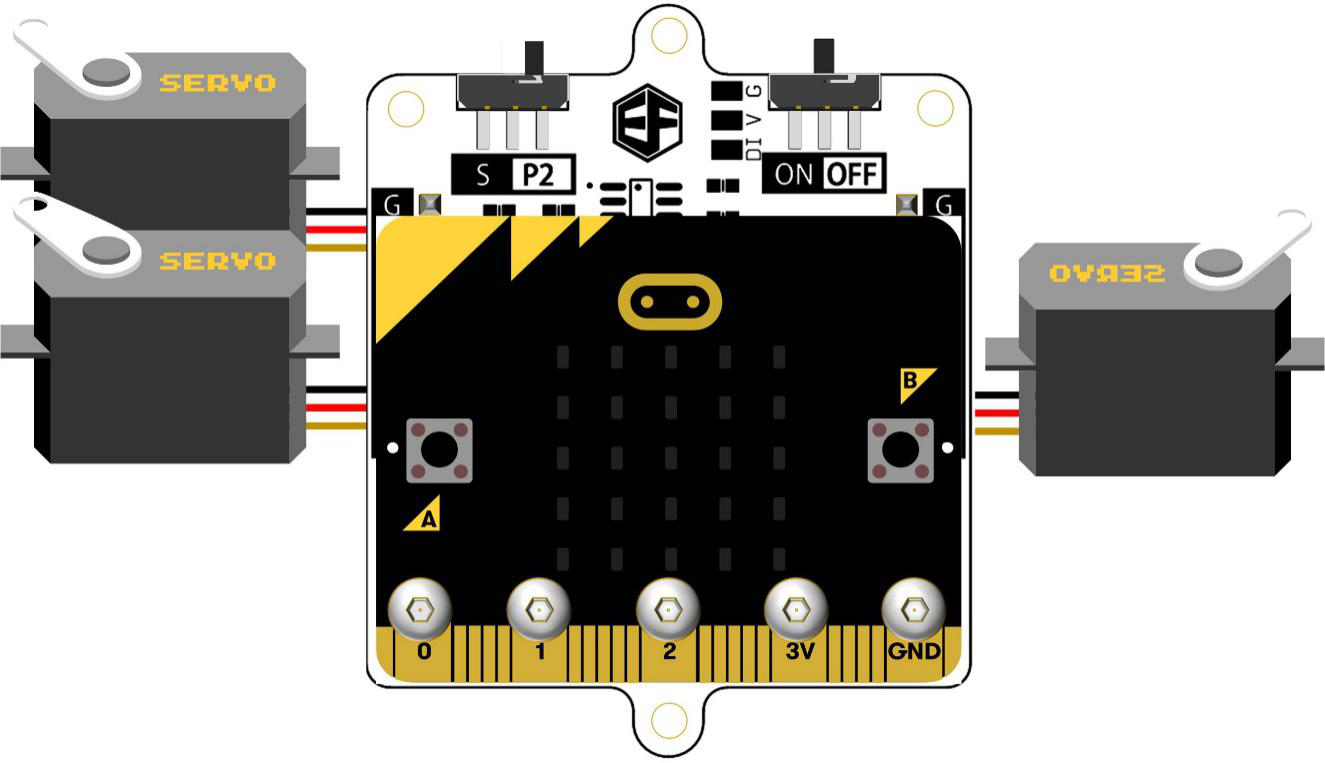 SERVO
EF
G
V
DI
S P2
ON OFF
G
G
SERVO
SERVO
B
A
0 1 2 3V GND